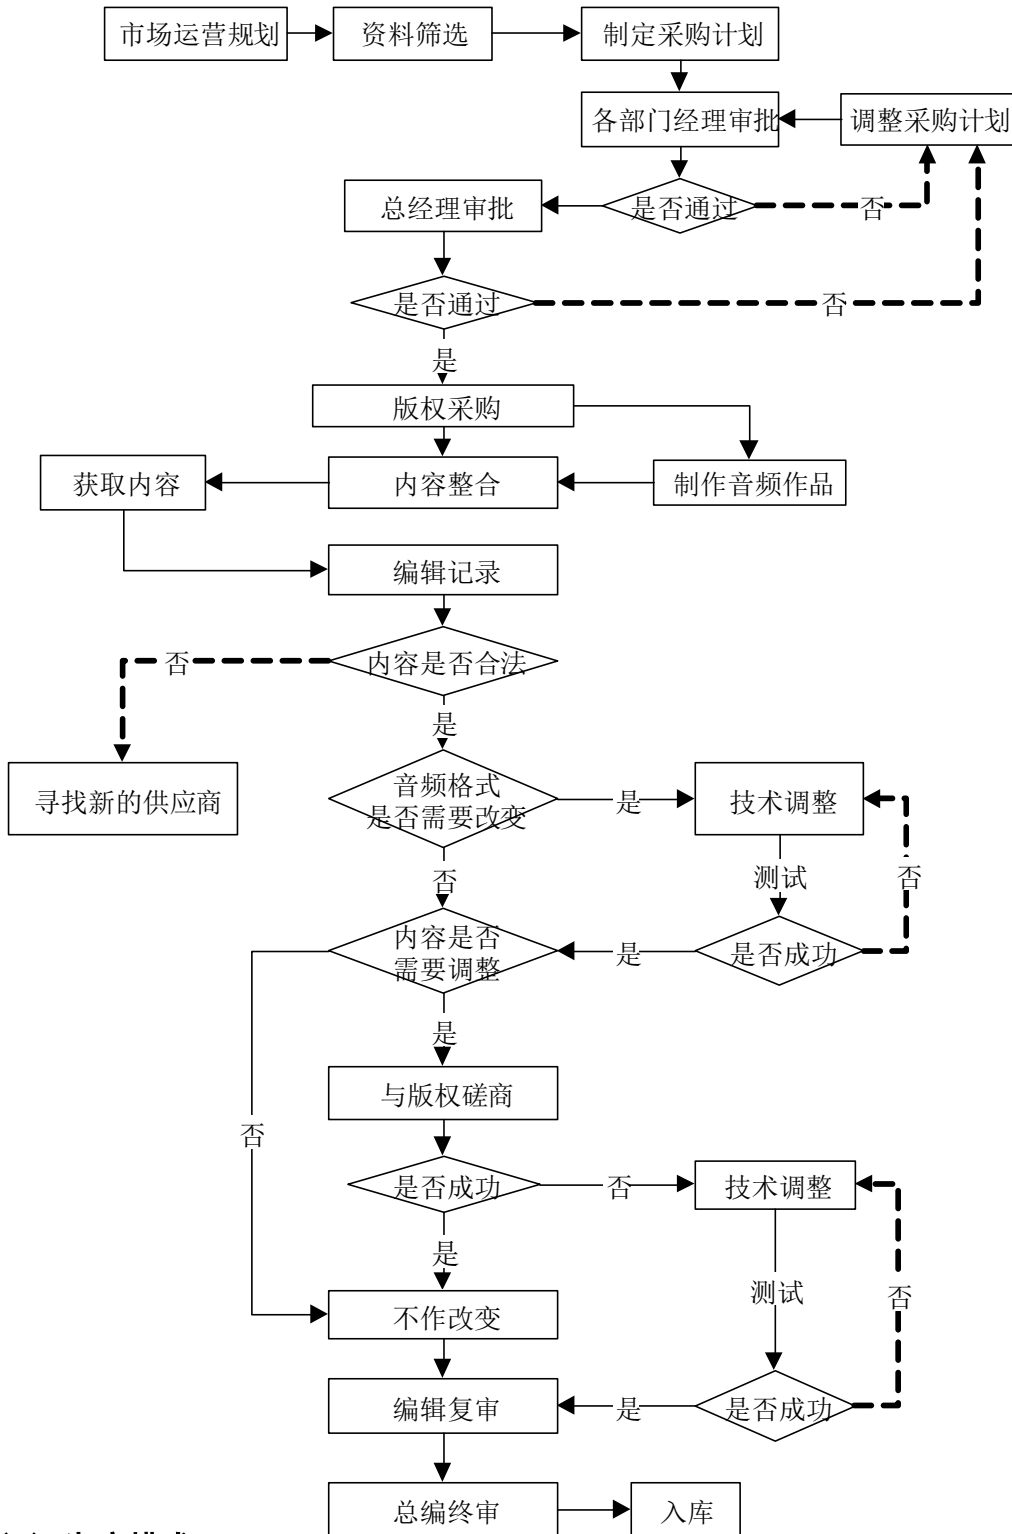 市场运营规划
资料筛选
制定采购计划
各部门经理审批
调整采购计划
总经理审批
是否通过
否
是否通过
否
是
版权采购
获取内容
内容整合
制作音频作品
编辑记录
否
内容是否合法
是
寻找新的供应商
音频格式
是否需要改变
是
技术调整
否
测试
否
内容是否
需要调整
是
是否成功
是
与版权磋商
否
是否成功
否
技术调整
是
不作改变
测试
否
编辑复审
是
是否成功
总编终审
入库